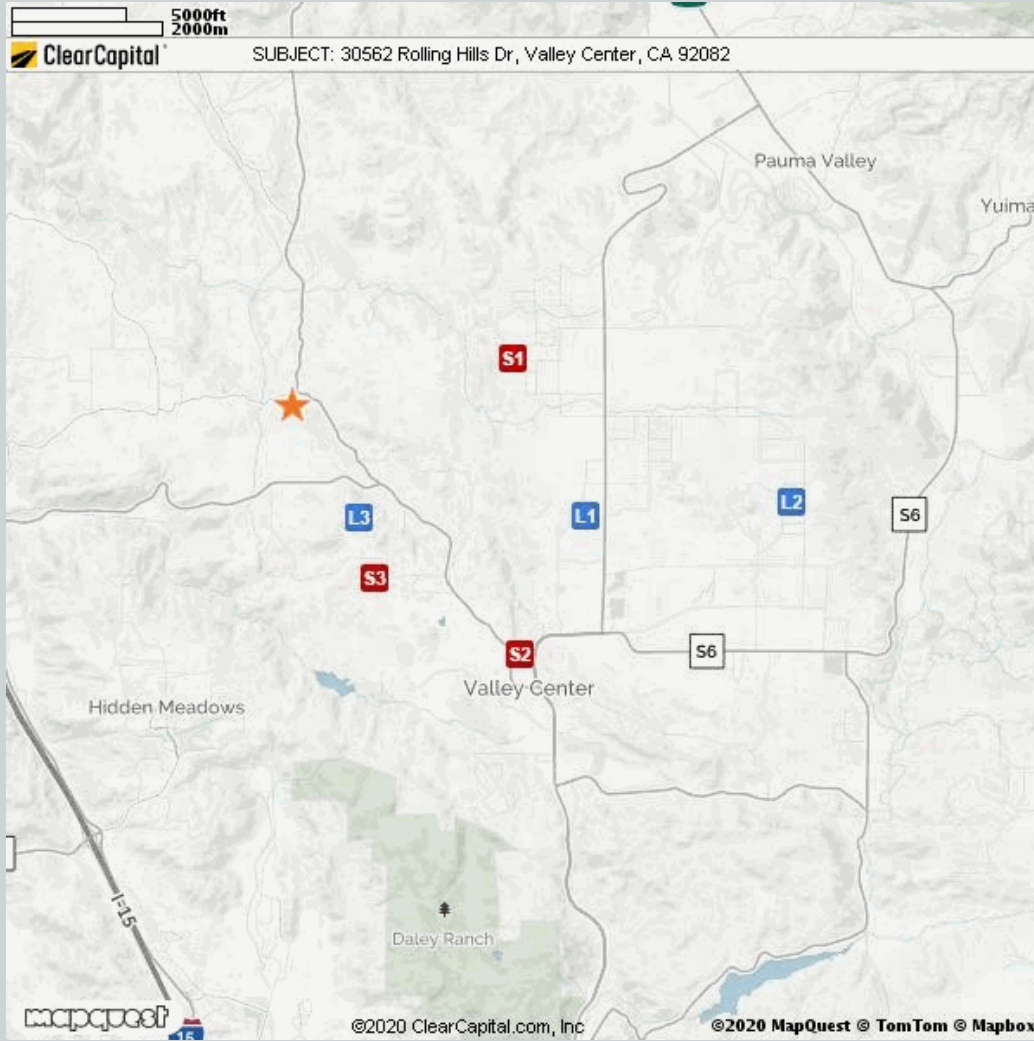 5000ft
2000m
ClearCapital SUBJECT: 30562 Rolling Hills Dr, Valley Center, CA 92082
Pauma Valley
Yuima
S1
L3
L1
L2
S6
S3
S2
S6
Valley Center
Hidden Meadows
I-15
Daley Ranch
mapquest
15
©2020 ClearCapital.com, Inc
©2020 MapQuest © TomTom © Mapbox